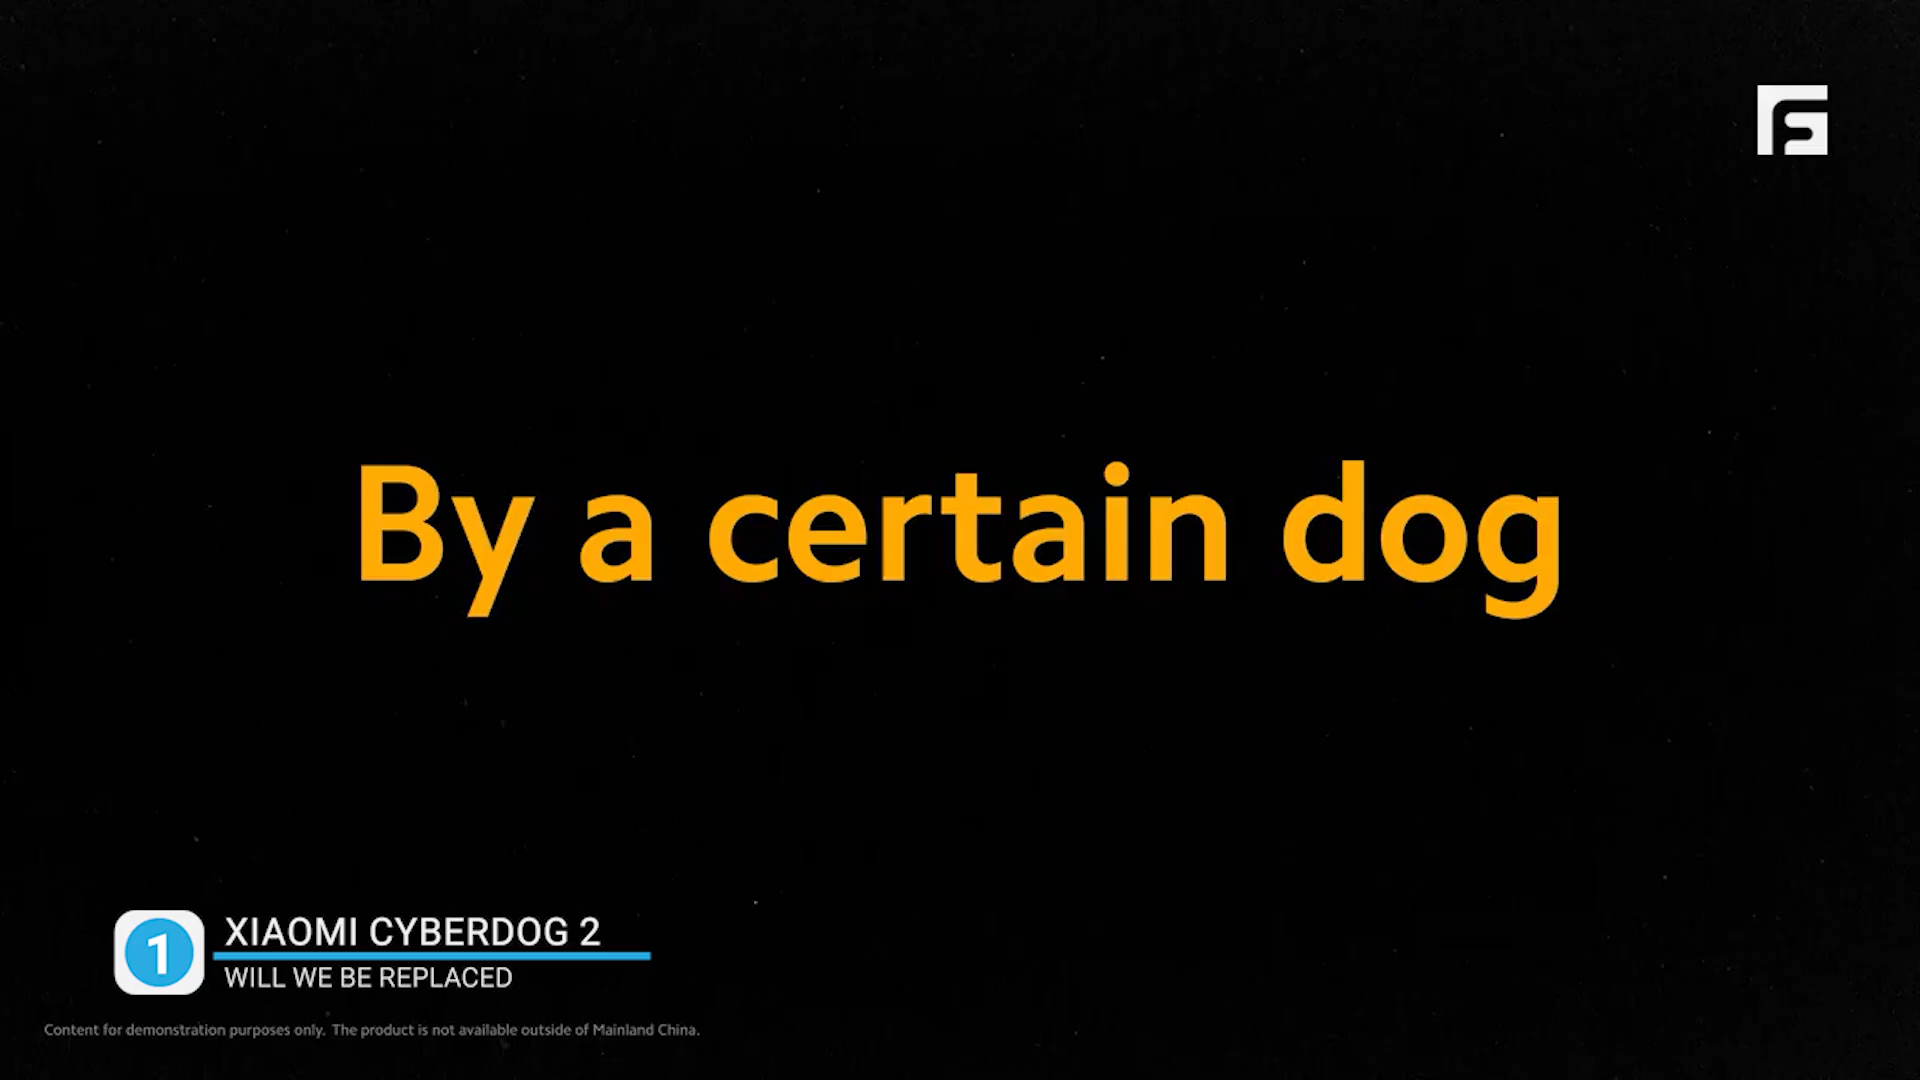 By a certain dog
1
XIAOMI CYBERDOG 2
WILL WE BE REPLACED
Content for demonstration purposes only. The product is not available outside of Mainland China.